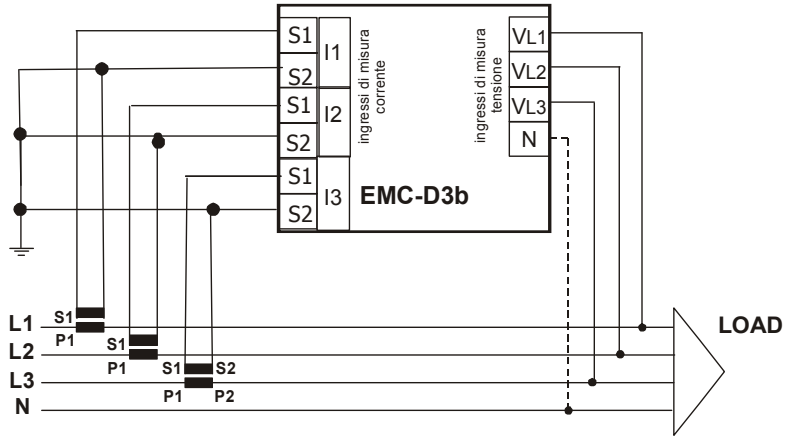 S1
I1
S2
S1
I2
S2
S1
I3
S2
ingressi di misura
corrente
EMC-D3b
ingressi di misura
tensione
VL1
VL2
VL3
N
L1
S1
P1
L2
S1
P1
L3
S1 S2
P1 P2
N
LOAD